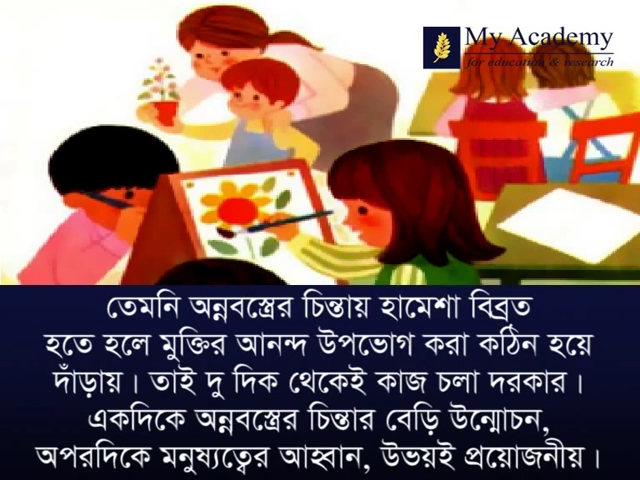 My Academy
for education & research
তেমনি অন্নবস্ত্রের চিন্তায় হামেশা বিব্রত
হতে হলে মুক্তির আনন্দ উপভোগ করা কঠিন হয়ে
দাঁড়ায়। তাই দু দিক থেকেই কাজ চলা দরকার।
একদিকে অন্নবস্ত্রের চিন্তার বেড়ি উন্মোচন,
অপরদিকে মনুষ্যত্বের আহ্বান, উভয়ই প্রয়োজনীয়।